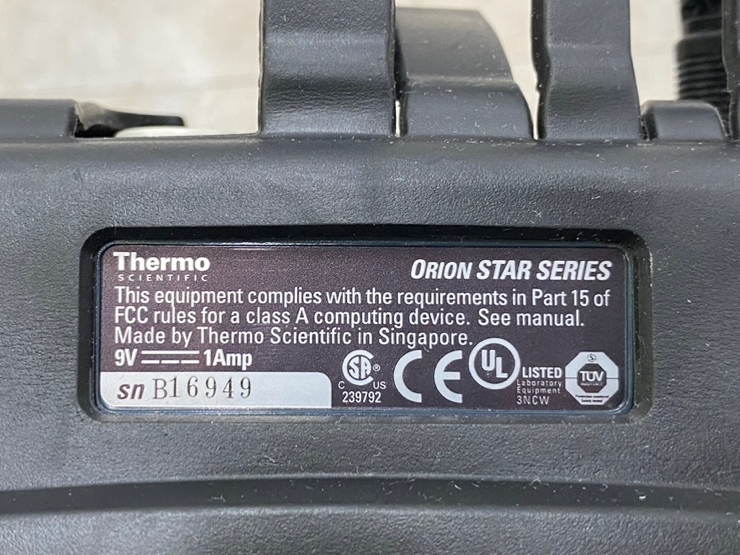 Thermo
SCIENTIFIC
ORION STAR SERIES
This equipment complies with the requirements in Part 15 of
FCC rules for a class A computing device. See manual.
Made by Thermo Scientific in Singapore.
9V 1Amp
sn B16949
SA ®
C US
239792
CE
UL
LISTED
Laboratory
Equipment
3NCW
TÜV